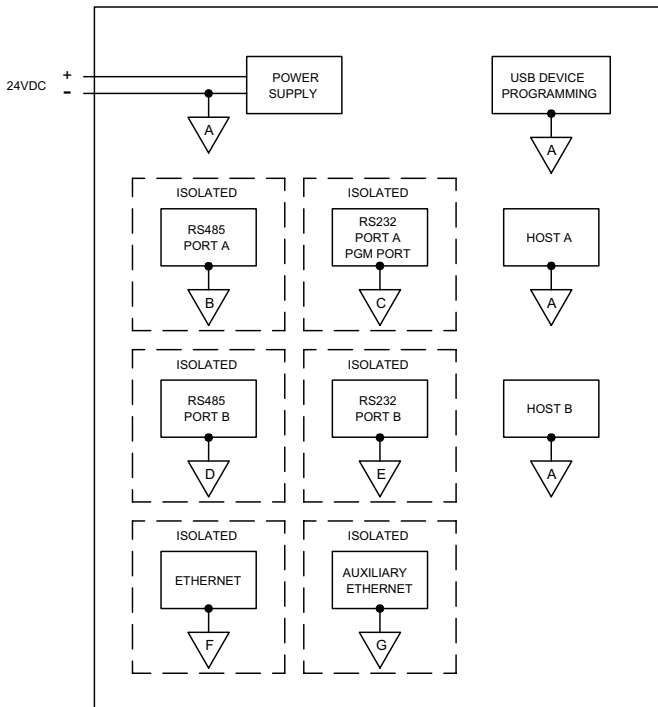 24VDC
+
-
POWER
SUPPLY
A
USB DEVICE
PROGRAMMING
A
ISOLATED
RS485
PORT A
B
ISOLATED
RS232
PORT A
PGM PORT
C
HOST A
A
ISOLATED
RS485
PORT B
D
ISOLATED
RS232
PORT B
E
HOST B
A
ISOLATED
ETHERNET
F
ISOLATED
AUXILIARY
ETHERNET
G